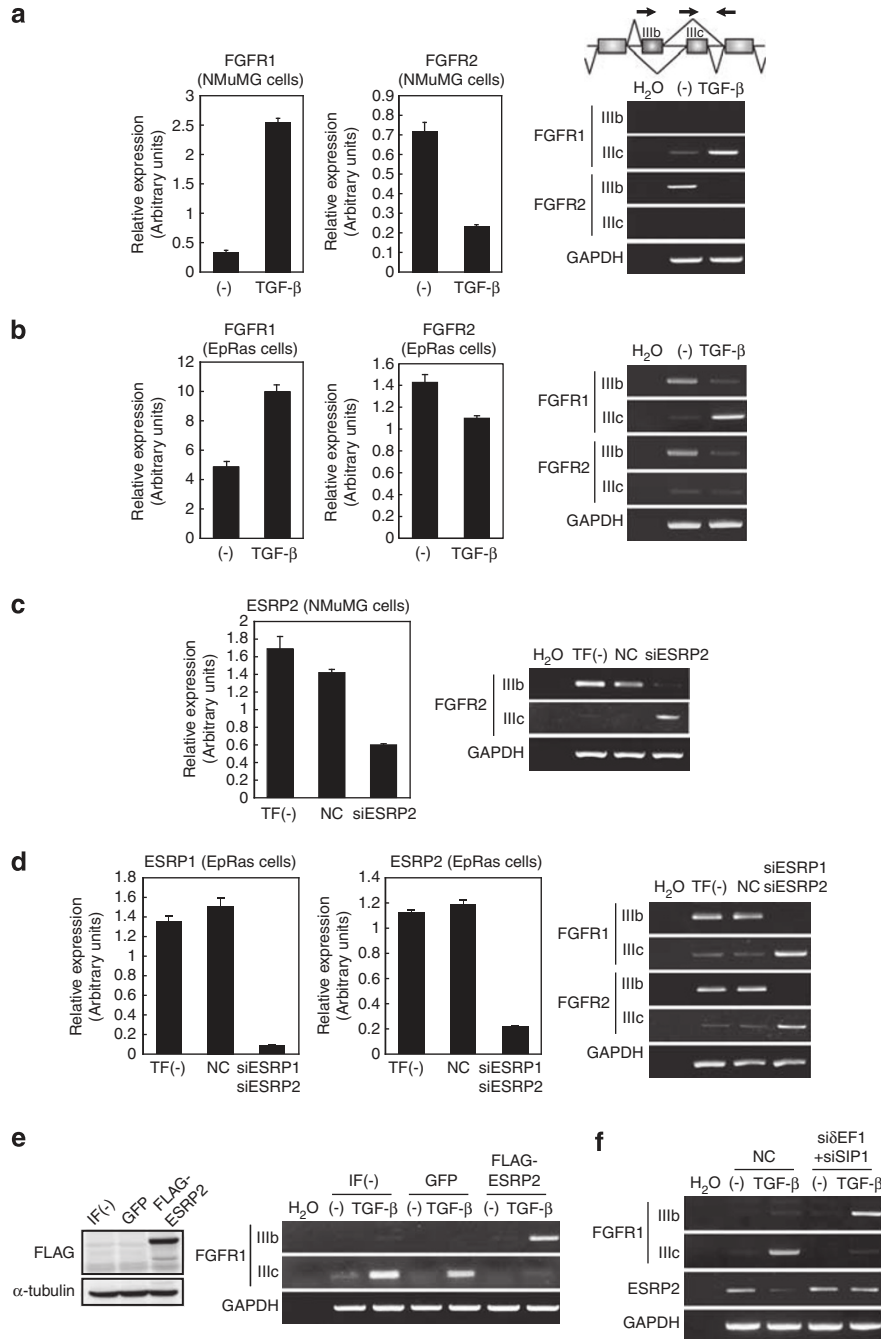 a
FGFR1
(NMuMG cells)
Relative expression
(Arbitrary units)
3
2.5
2
1.5
1
0.5
0
(-) TGF-β
FGFR2
(NMuMG cells)
Relative expression
(Arbitrary units)
0.9
0.8
0.7
0.6
0.5
0.4
0.3
0.2
0.1
0
(-) TGF-β
IIIb IIIc
H2O (-) TGF-β
FGFR1
IIIb
IIIc
FGFR2
IIIb
IIIc
GAPDH
b
FGFR1
(EpRas cells)
Relative expression
(Arbitrary units)
12
10
8
6
4
2
0
(-) TGF-β
FGFR2
(EpRas cells)
Relative expression
(Arbitrary units)
1.6
1.4
1.2
1
0.8
0.6
0.4
0.2
0
(-) TGF-β
H2O (-) TGF-β
FGFR1
IIIb
IIIc
FGFR2
IIIb
IIIc
GAPDH
c
ESRP2 (NMuMG cells)
Relative expression
(Arbitrary units)
2
1.8
1.6
1.4
1.2
1
0.8
0.6
0.4
0.2
0
TF(-) NC siESRP2
H2O TF(-) NC siESRP2
FGFR2
IIIb
IIIc
GAPDH
d
ESRP1 (EpRas cells)
Relative expression
(Arbitrary units)
1.8
1.6
1.4
1.2
1
0.8
0.6
0.4
0.2
0
TF(-) NC siESRP1
siESRP2
ESRP2 (EpRas cells)
Relative expression
(Arbitrary units)
1.4
1.2
1
0.8
0.6
0.4
0.2
0
TF(-) NC siESRP1
siESRP2
siESRP1
H2O TF(-) NC siESRP2
FGFR1
IIIb
IIIc
FGFR2
IIIb
IIIc
GAPDH
e
IF(-) GFP FLAG-
ESRP2
FLAG
α-tubulin
IF(-) GFP FLAG-
ESRP2
H2O (-) TGF-β (-) TGF-β (-) TGF-β
FGFR1
IIIb
IIIc
GAPDH
f
NC siδEF1
+siSIP1
H2O (-) TGF-β (-) TGF-β
FGFR1
IIIb
IIIc
ESRP2
GAPDH